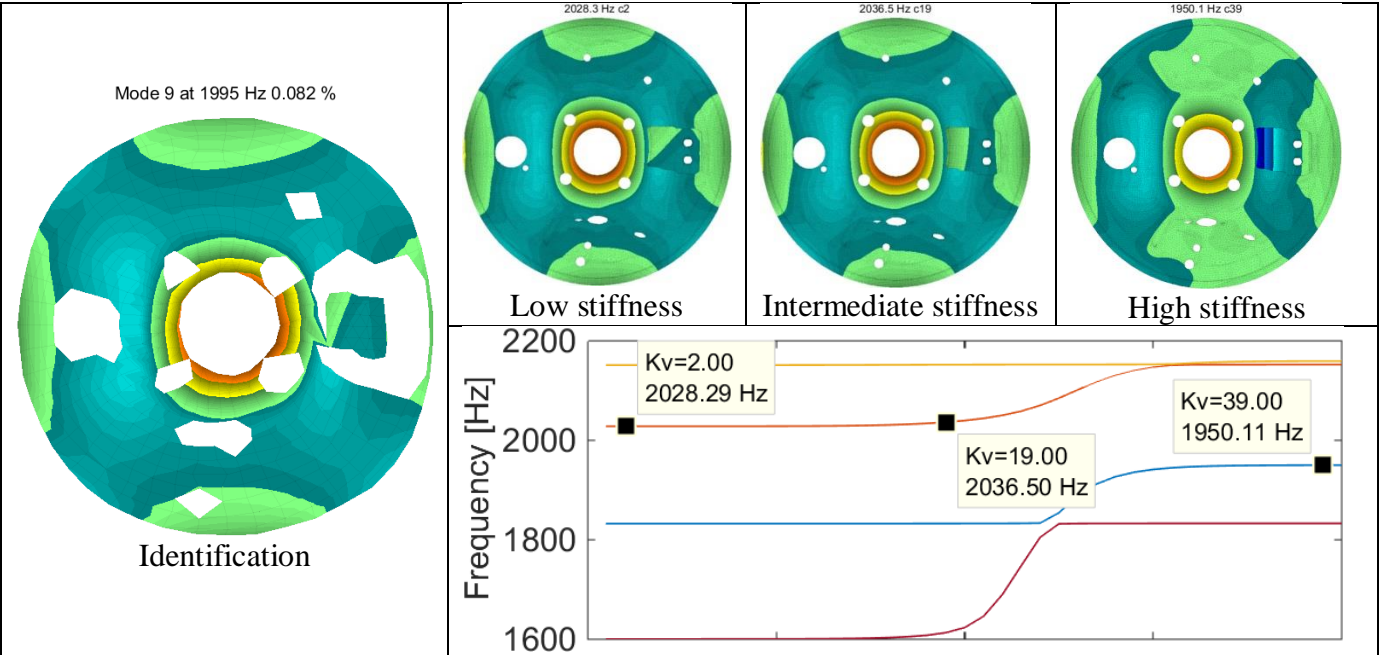 Mode 9 at 1995 Hz 0.082 %
Identification
2028.3 Hz c2
Low stiffness
2036.5 Hz c19
Intermediate stiffness
1950.1 Hz c39
High stiffness
Frequency [Hz]
2200
2000
1800
1600
Kv=2.00
2028.29 Hz
Kv=19.00
2036.50 Hz
Kv=39.00
1950.11 Hz